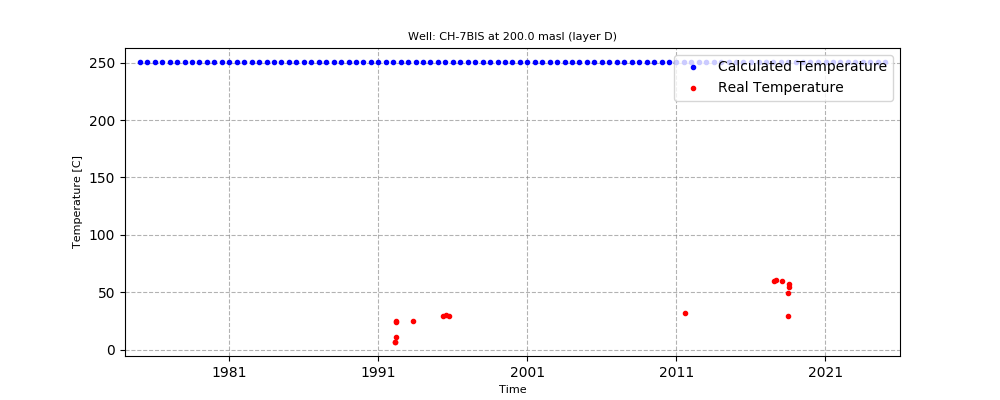 Well: CH-7BIS at 200.0 masl (layer D)
Calculated Temperature
Real Temperature
Temperature [C]
250
200
150
100
50
0
1981 1991 2001 2011 2021
Time